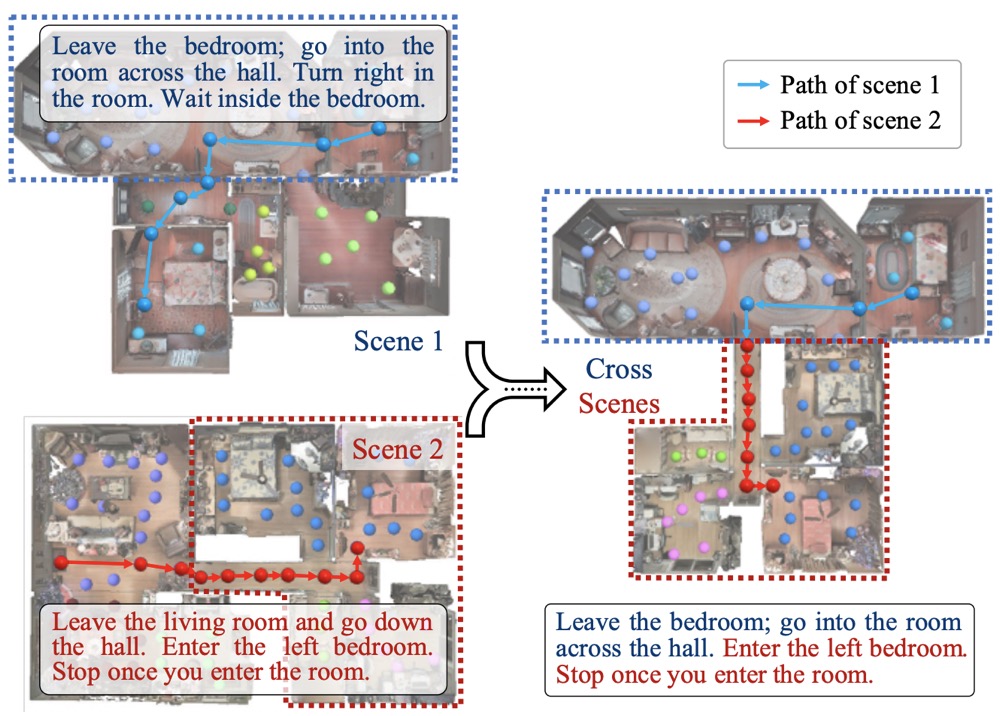 Leave the bedroom; go into the
room across the hall. Turn right in
the room. Wait inside the bedroom.
Path of scene 1
Path of scene 2
Scene 1
Cross
Scenes
Scene 2
Leave the living room and go down
the hall. Enter the left bedroom.
Stop once you enter the room.
Leave the bedroom; go into the room
across the hall. Enter the left bedroom.
Stop once you enter the room.